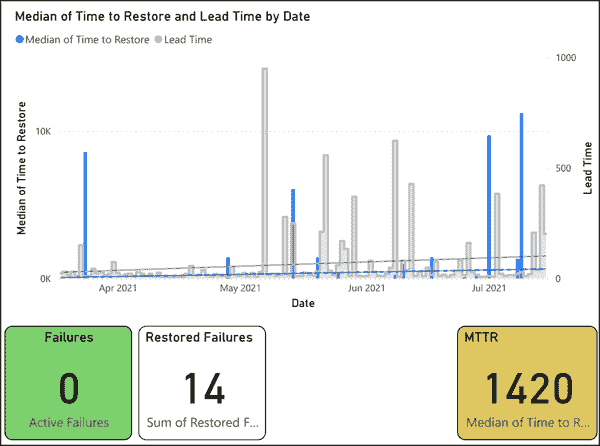 Median of Time to Restore and Lead Time by Date
Median of Time to Restore Lead Time
1000
10K
500
0K
0
Median of Time to Restore
Lead Time
Apr 2021 May 2021 Jun 2021 Jul 2021
Date
Failures
0
Active Failures
Restored Failures
14
Sum of Restored F...
MTTR
1420
Median of Time to R...